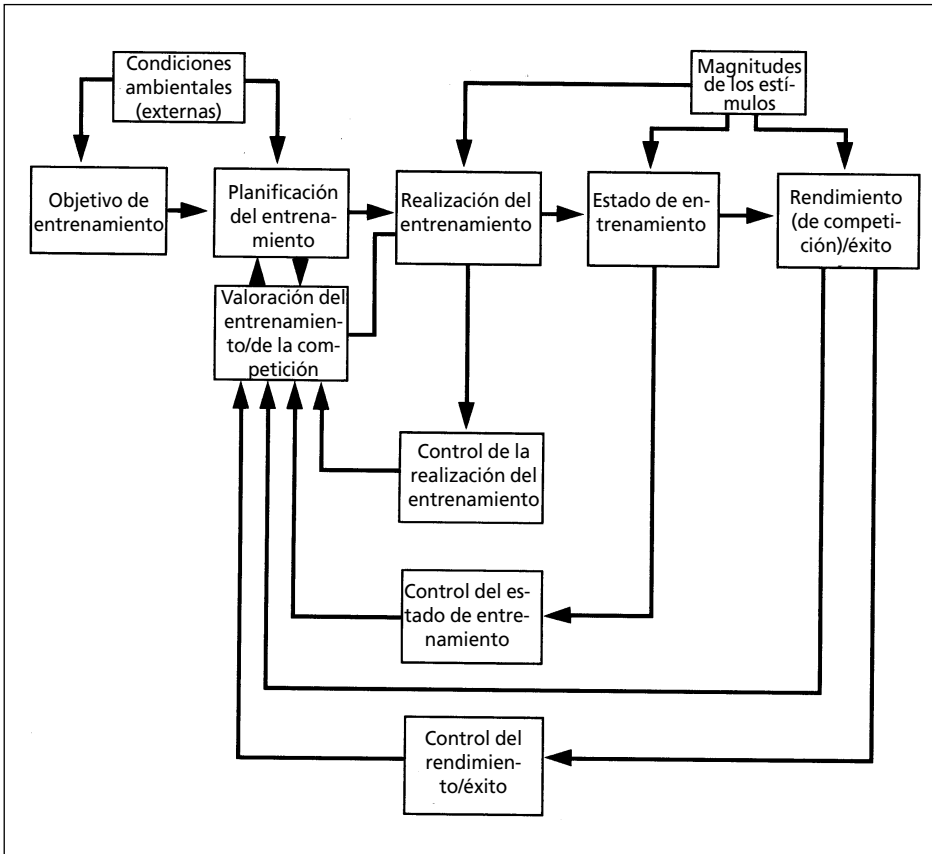 Condiciones
ambientales
(externas)
Magnitudes
de los estí-
mulos
Objetivo de
entrenamiento
Planificación
del entrena-
miento
Realización del
entrenamiento
Estado de en-
trenamiento
Rendimiento
(de competi-
ción)/éxito
Valoración del
entrenamien-
to/de la com-
petición
Control de la
realización del
entrenamiento
Control del es-
tado de entre-
namiento
Control del
rendimien-
to/éxito